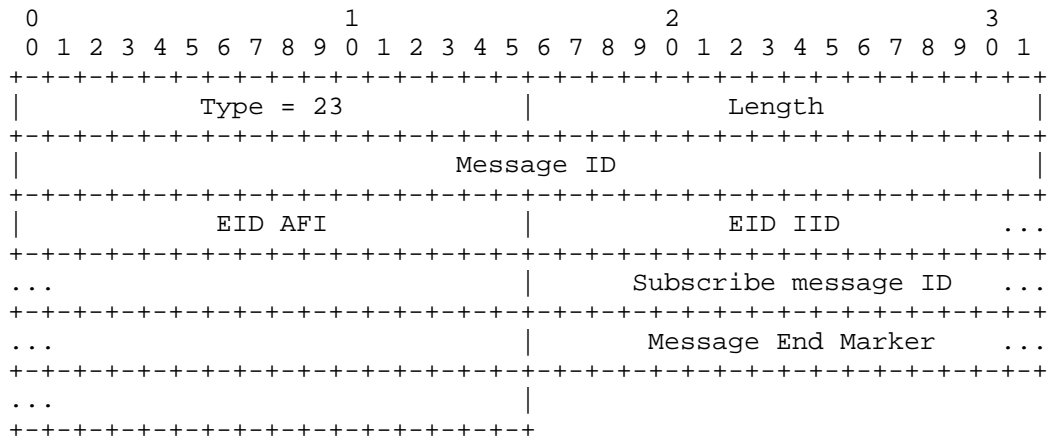 0                   1                   2                   3
 0 1 2 3 4 5 6 7 8 9 0 1 2 3 4 5 6 7 8 9 0 1 2 3 4 5 6 7 8 9 0 1
+-+-+-+-+-+-+-+-+-+-+-+-+-+-+-+-+-+-+-+-+-+-+-+-+-+-+-+-+-+-+-+-+
|           Type = 23           |            Length             |
+-+-+-+-+-+-+-+-+-+-+-+-+-+-+-+-+-+-+-+-+-+-+-+-+-+-+-+-+-+-+-+-+
|                           Message ID                          |
+-+-+-+-+-+-+-+-+-+-+-+-+-+-+-+-+-+-+-+-+-+-+-+-+-+-+-+-+-+-+-+-+
|            EID AFI            |            EID IID          ...
+-+-+-+-+-+-+-+-+-+-+-+-+-+-+-+-+-+-+-+-+-+-+-+-+-+-+-+-+-+-+-+-+
...                             |      Subscribe message ID   ...
+-+-+-+-+-+-+-+-+-+-+-+-+-+-+-+-+-+-+-+-+-+-+-+-+-+-+-+-+-+-+-+-+
...                             |       Message End Marker    ...
+-+-+-+-+-+-+-+-+-+-+-+-+-+-+-+-+-+-+-+-+-+-+-+-+-+-+-+-+-+-+-+-+
...                             |
+-+-+-+-+-+-+-+-+-+-+-+-+-+-+-+-+